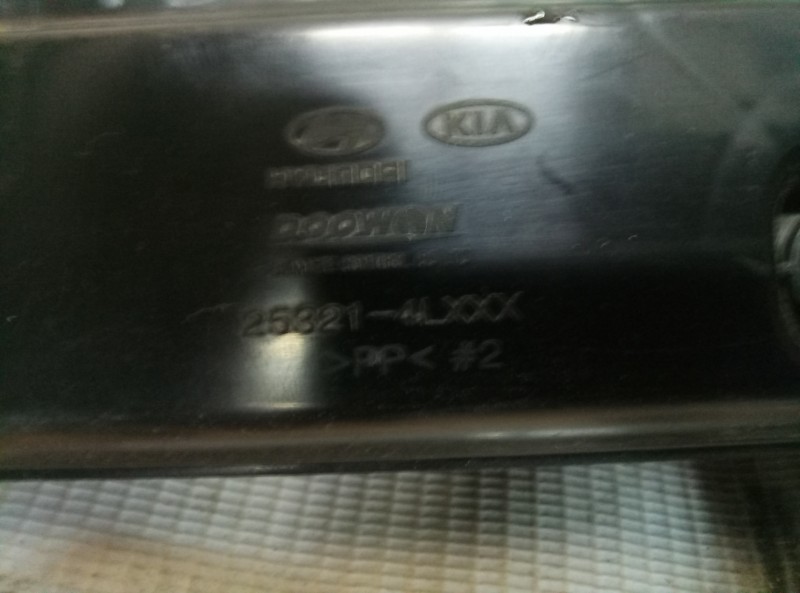 KIA
HYUNDAI
DOOWON
25321-4LXXX
>PP< #2